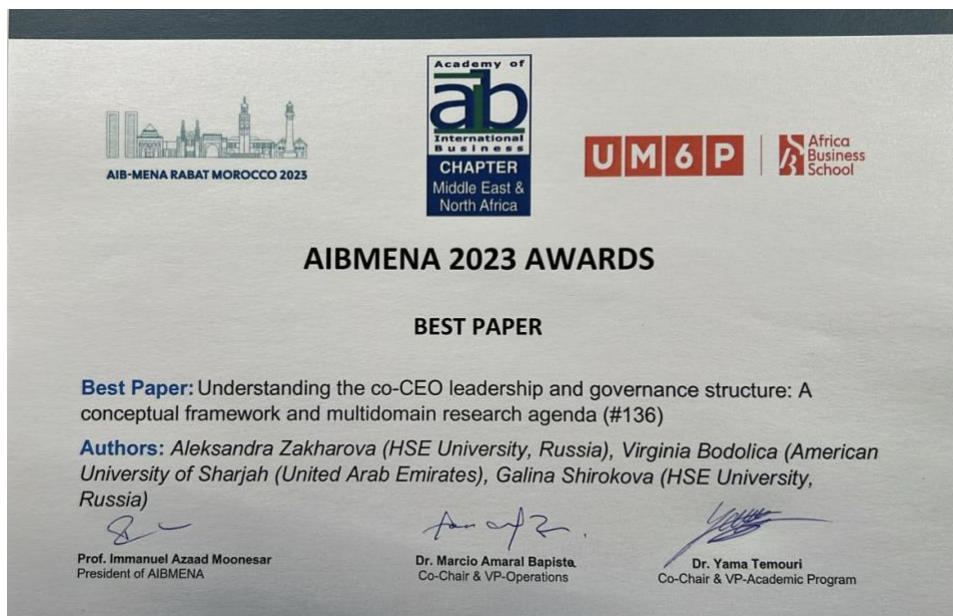 AIB-MENA RABAT MOROCCO 2023
Academy of
aib
International
Business
CHAPTER
Middle East &
North Africa
UM6P
Africa
Business
School
AIBMENA 2023 AWARDS
BEST PAPER
Best Paper: Understanding the co-CEO leadership and governance structure: A
conceptual framework and multidomain research agenda (#136)
Authors: Aleksandra Zakharova (HSE University, Russia), Virginia Bodolica (American
University of Sharjah (United Arab Emirates), Galina Shirokova (HSE University,
Russia)
Prof. Immanuel Azaad Moonesar
President of AIBMENA
Dr. Marcio Amaral Bapista
Co-Chair & VP-Operations
Dr. Yama Temouri
Co-Chair & VP-Academic Program